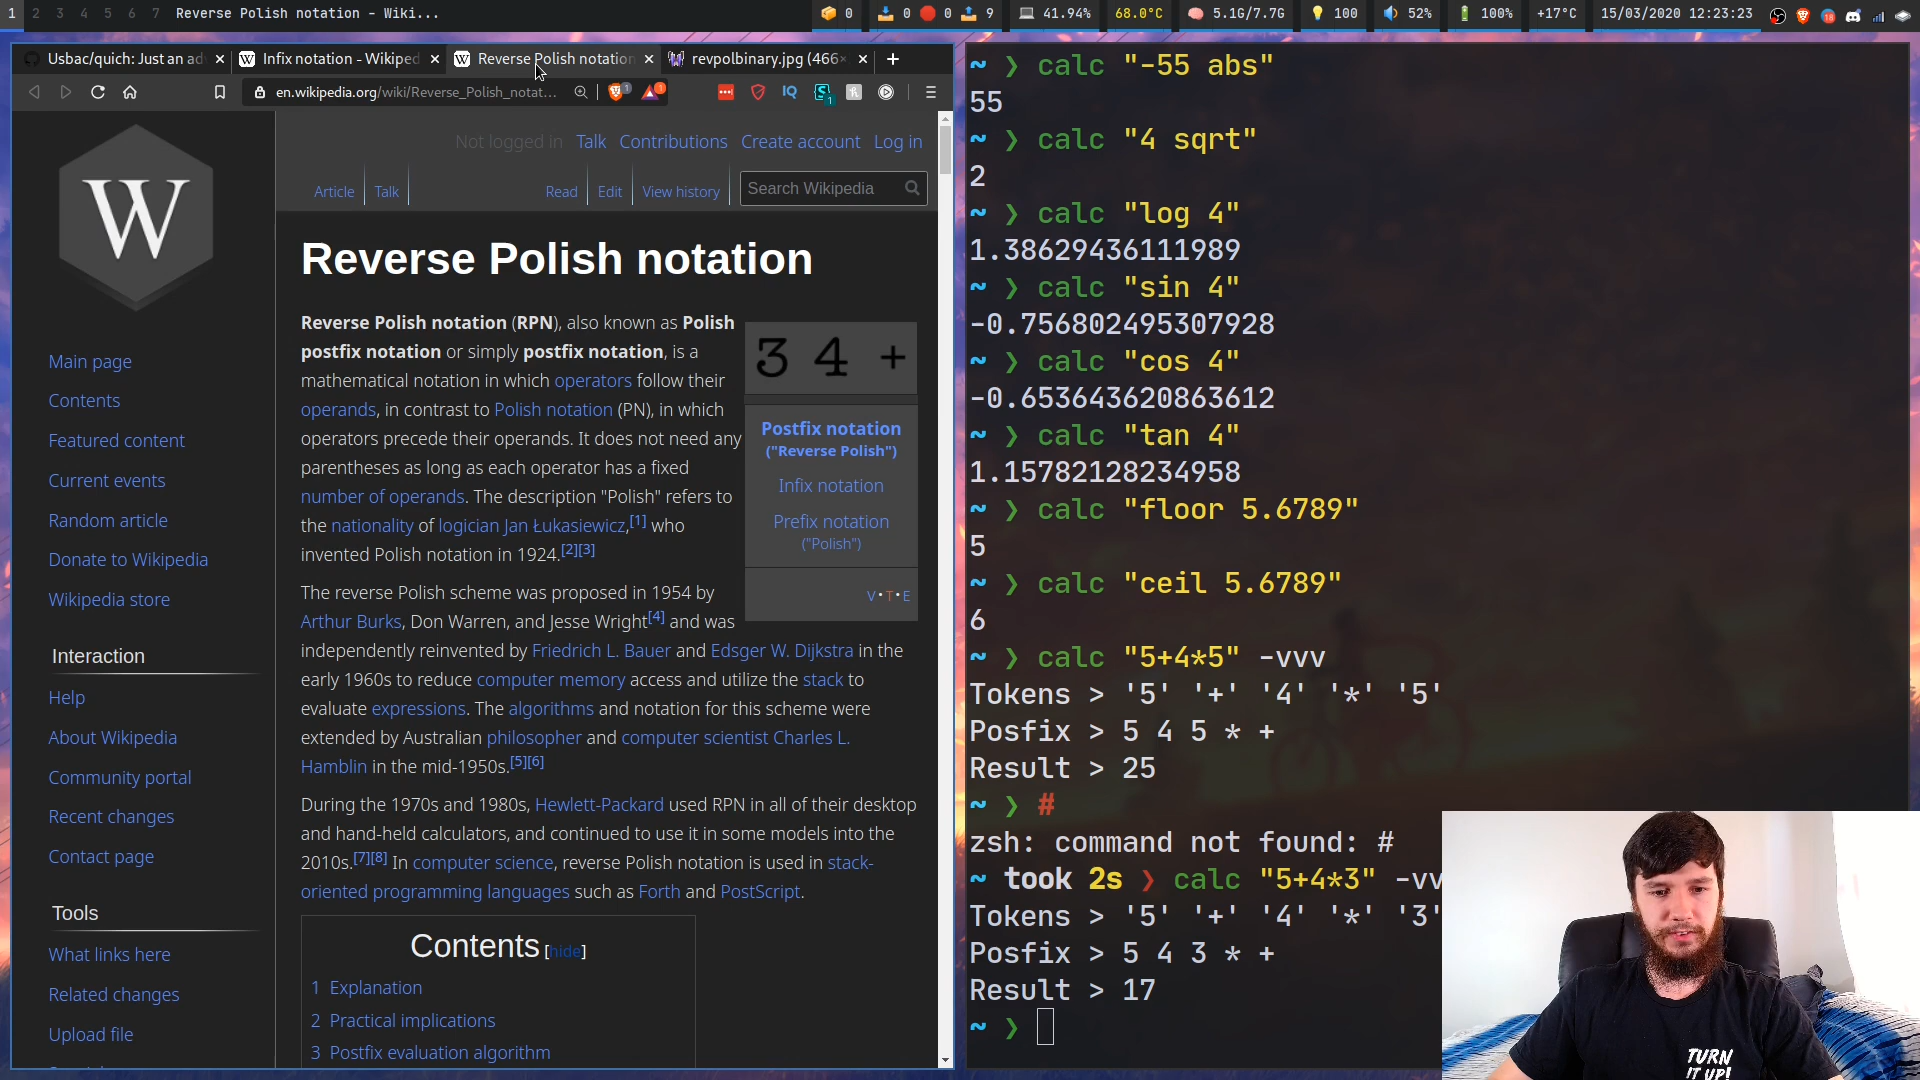 1 2 3 4 5 6 7 Reverse Polish notation - Wiki... 0 0 0 9 41.94% 68.0°C 5.1G/7.7G 100 52% 100% +17°C 15/03/2020 12:23:23
Usbac/quich: Just an ad Infix notation - Wikiped Reverse Polish notation revpolbinary.jpg (466×
en.wikipedia.org/wiki/Reverse_Polish_notat...
Not logged in Talk Contributions Create account Log in
Article Talk Read Edit View history Search Wikipedia
W
Main page
Contents
Featured content
Current events
Random article
Donate to Wikipedia
Wikipedia store
Interaction
Help
About Wikipedia
Community portal
Recent changes
Contact page
Tools
What links here
Related changes
Upload file
Reverse Polish notation
Reverse Polish notation (RPN), also known as Polish
postfix notation or simply postfix notation, is a
mathematical notation in which operators follow their
operands, in contrast to Polish notation (PN), in which
operators precede their operands. It does not need any
parentheses as long as each operator has a fixed
number of operands. The description "Polish" refers to
the nationality of logician Jan Łukasiewicz,[1] who
invented Polish notation in 1924.[2][3]
3 4 +
Postfix notation
("Reverse Polish")
Infix notation
Prefix notation
("Polish")
V·T·E
The reverse Polish scheme was proposed in 1954 by
Arthur Burks, Don Warren, and Jesse Wright[4] and was
independently reinvented by Friedrich L. Bauer and Edsger W. Dijkstra in the
early 1960s to reduce computer memory access and utilize the stack to
evaluate expressions. The algorithms and notation for this scheme were
extended by Australian philosopher and computer scientist Charles L.
Hamblin in the mid-1950s.[5][6]
During the 1970s and 1980s, Hewlett-Packard used RPN in all of their desktop
and hand-held calculators, and continued to use it in some models into the
2010s.[7][8] In computer science, reverse Polish notation is used in stack-
oriented programming languages such as Forth and PostScript.
Contents [hide]
1 Explanation
2 Practical implications
3 Postfix evaluation algorithm
~ ❯ calc "-55 abs"
55
~ ❯ calc "4 sqrt"
2
~ ❯ calc "log 4"
1.38629436111989
~ ❯ calc "sin 4"
-0.756802495307928
~ ❯ calc "cos 4"
-0.653643620863612
~ ❯ calc "tan 4"
1.15782128234958
~ ❯ calc "floor 5.6789"
5
~ ❯ calc "ceil 5.6789"
6
~ ❯ calc "5+4*5" -vvv
Tokens > '5' '+' '4' '*' '5'
Posfix > 5 4 5 * +
Result > 25
~ ❯ #
zsh: command not found: #
~ took 2s ❯ calc "5+4*3" -vv
Tokens > '5' '+' '4' '*' '3'
Posfix > 5 4 3 * +
Result > 17
~ ❯
TURN
IT UP!